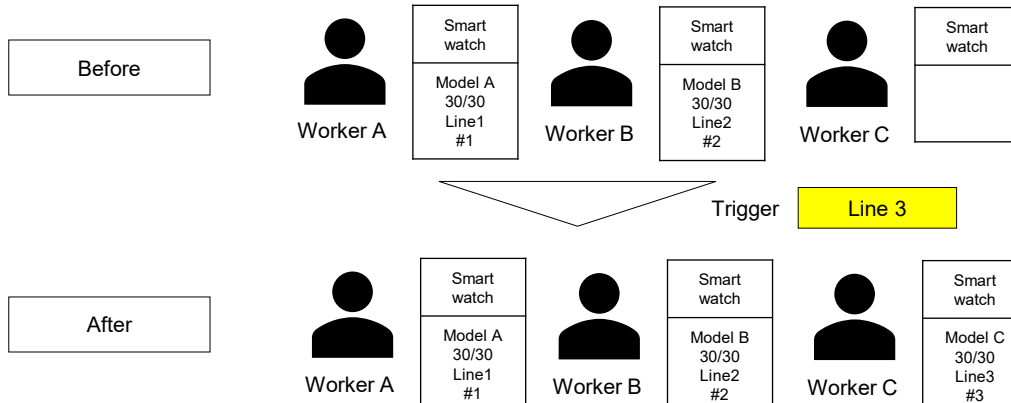 Before
Smart
watch
Model A
30/30
Line1
#1
Worker A
Smart
watch
Model B
30/30
Line2
#2
Worker B
Smart
watch
Worker C
Trigger
Line 3
After
Smart
watch
Model A
30/30
Line1
#1
Worker A
Smart
watch
Model B
30/30
Line2
#2
Worker B
Smart
watch
Model C
30/30
Line3
#3
Worker C